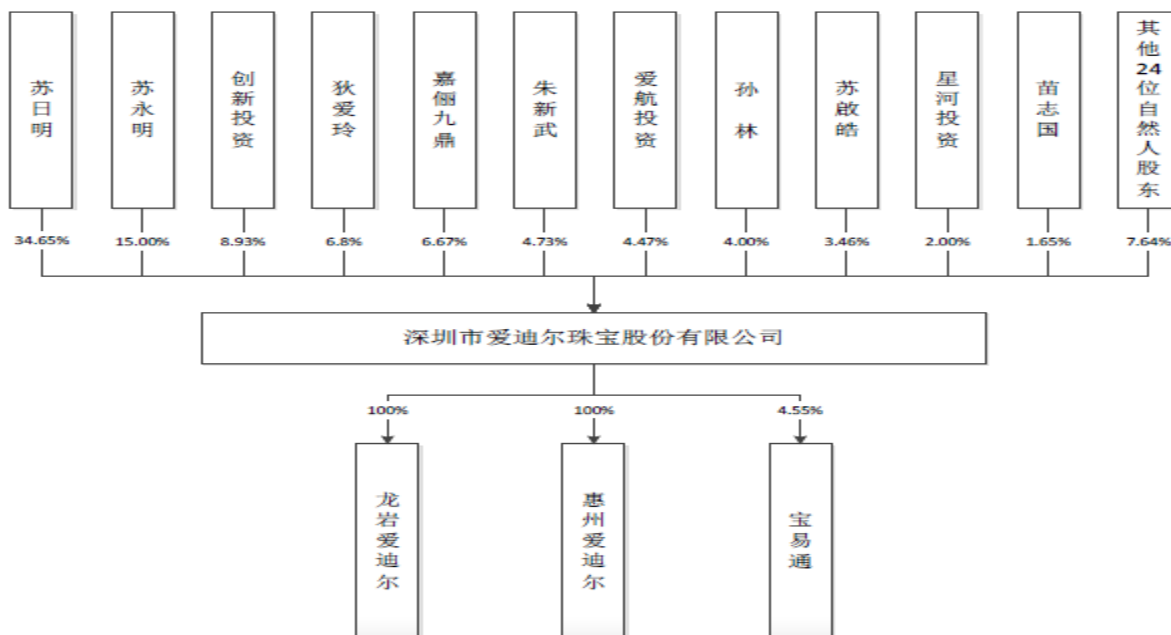 苏日明
苏永明
创新投资
狄爱玲
嘉俪九鼎
朱新武
爱航投资
孙 林
苏啟皓
星河投资
苗志国
其他24位自然人股东
34.65%
15.00%
8.93%
6.8%
6.67%
4.73%
4.47%
4.00%
3.46%
2.00%
1.65%
7.64%
深圳市爱迪尔珠宝股份有限公司
100%
100%
4.55%
龙岩爱迪尔
惠州爱迪尔
宝易通